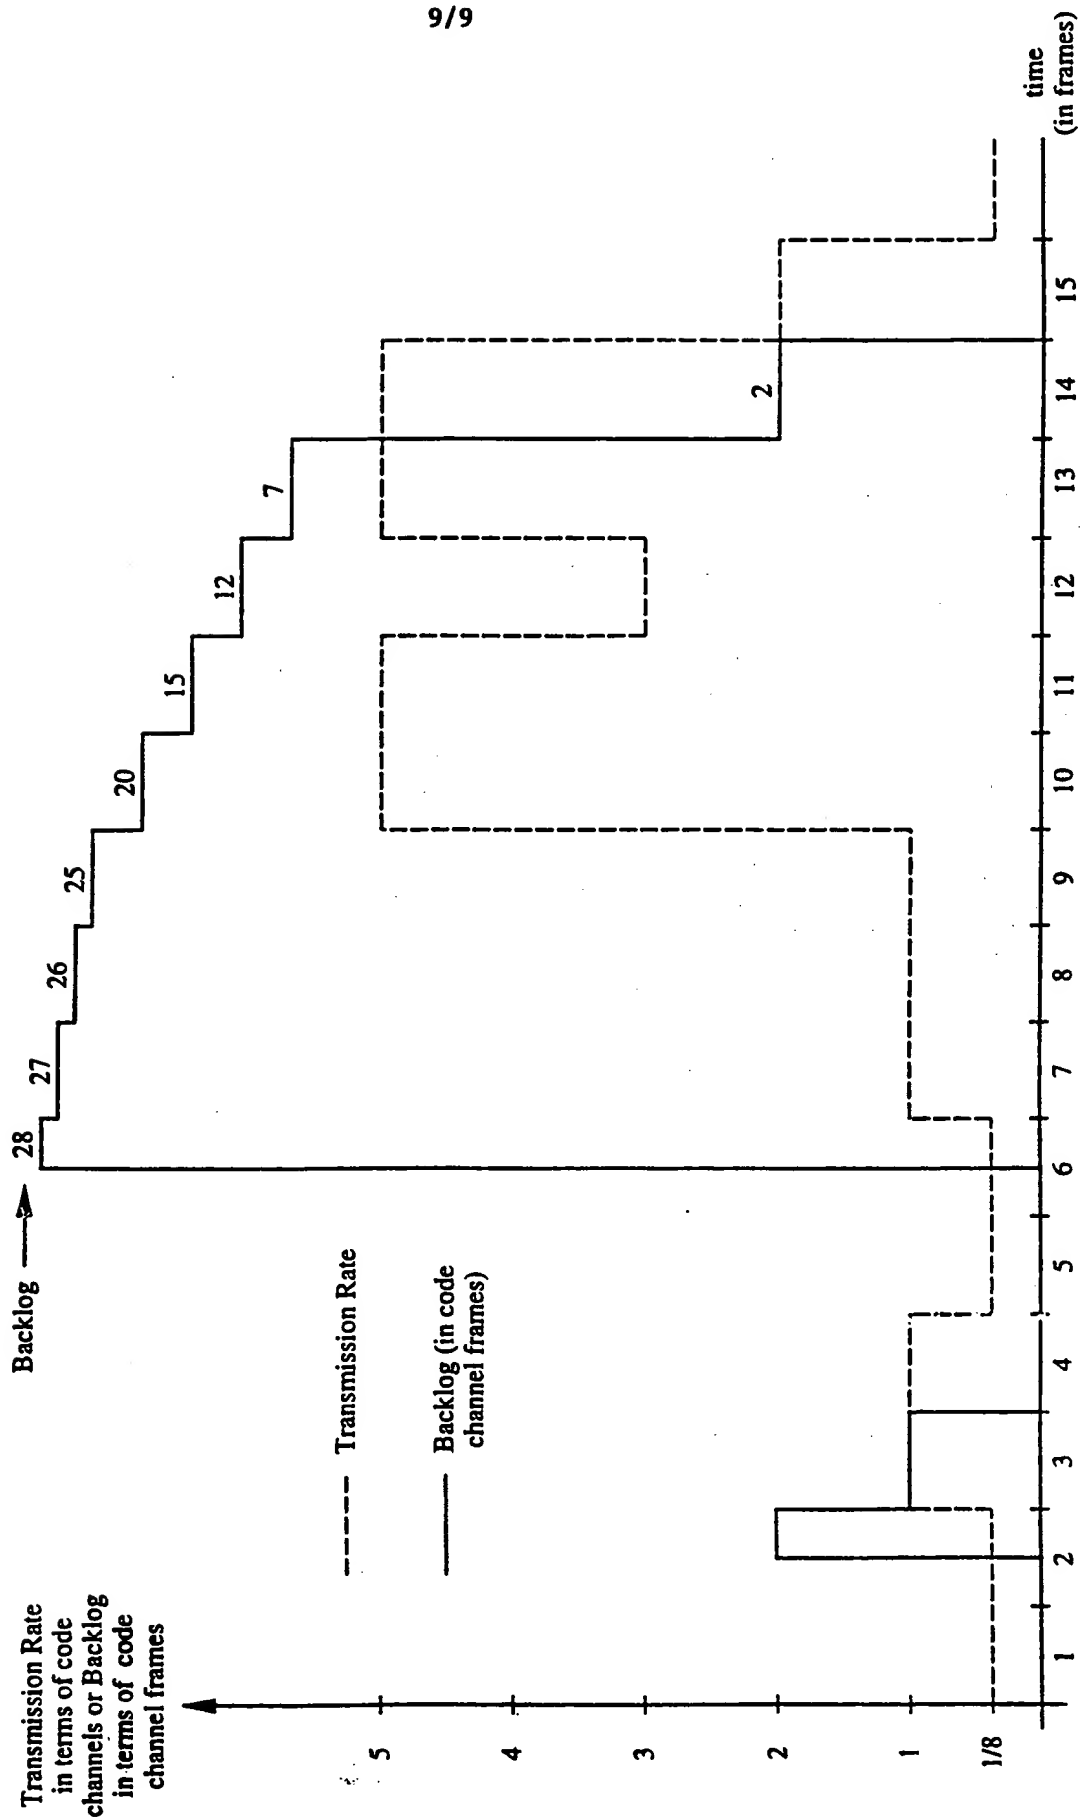 6/6
Transmission Rate
in terms of code
channels or Backlog
in terms of code
channel frames
Backlog
28
27
26
25
20
15
12
7
2
Transmission Rate
Backlog (in code
channel frames)
5
4
3
2
1
1/8
1 2 3 4 5 6 7 8 9 10 11 12 13 14 15
time
(in frames)